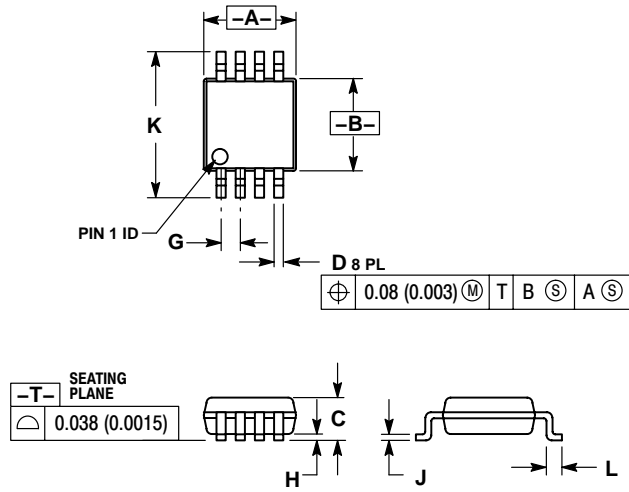 –A–
K
–B–
PIN 1 ID
G
D 8 PL
⌖ 0.08 (0.003) Ⓜ T B Ⓢ A Ⓢ
–T– SEATING
PLANE
⌓ 0.038 (0.0015)
C
H
J
L